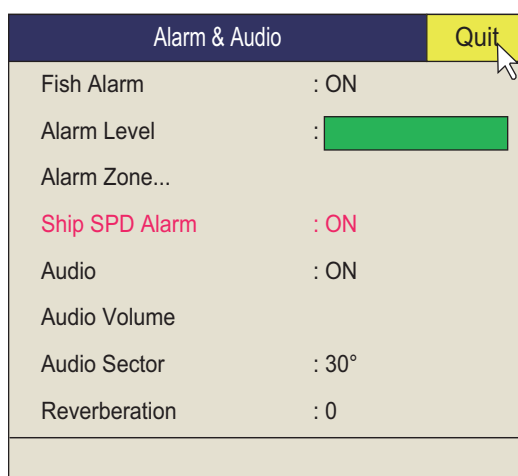 Alarm & Audio Quit
Fish Alarm : ON
Alarm Level :
Alarm Zone...
Ship SPD Alarm : ON
Audio : ON
Audio Volume
Audio Sector : 30°
Reverberation : 0